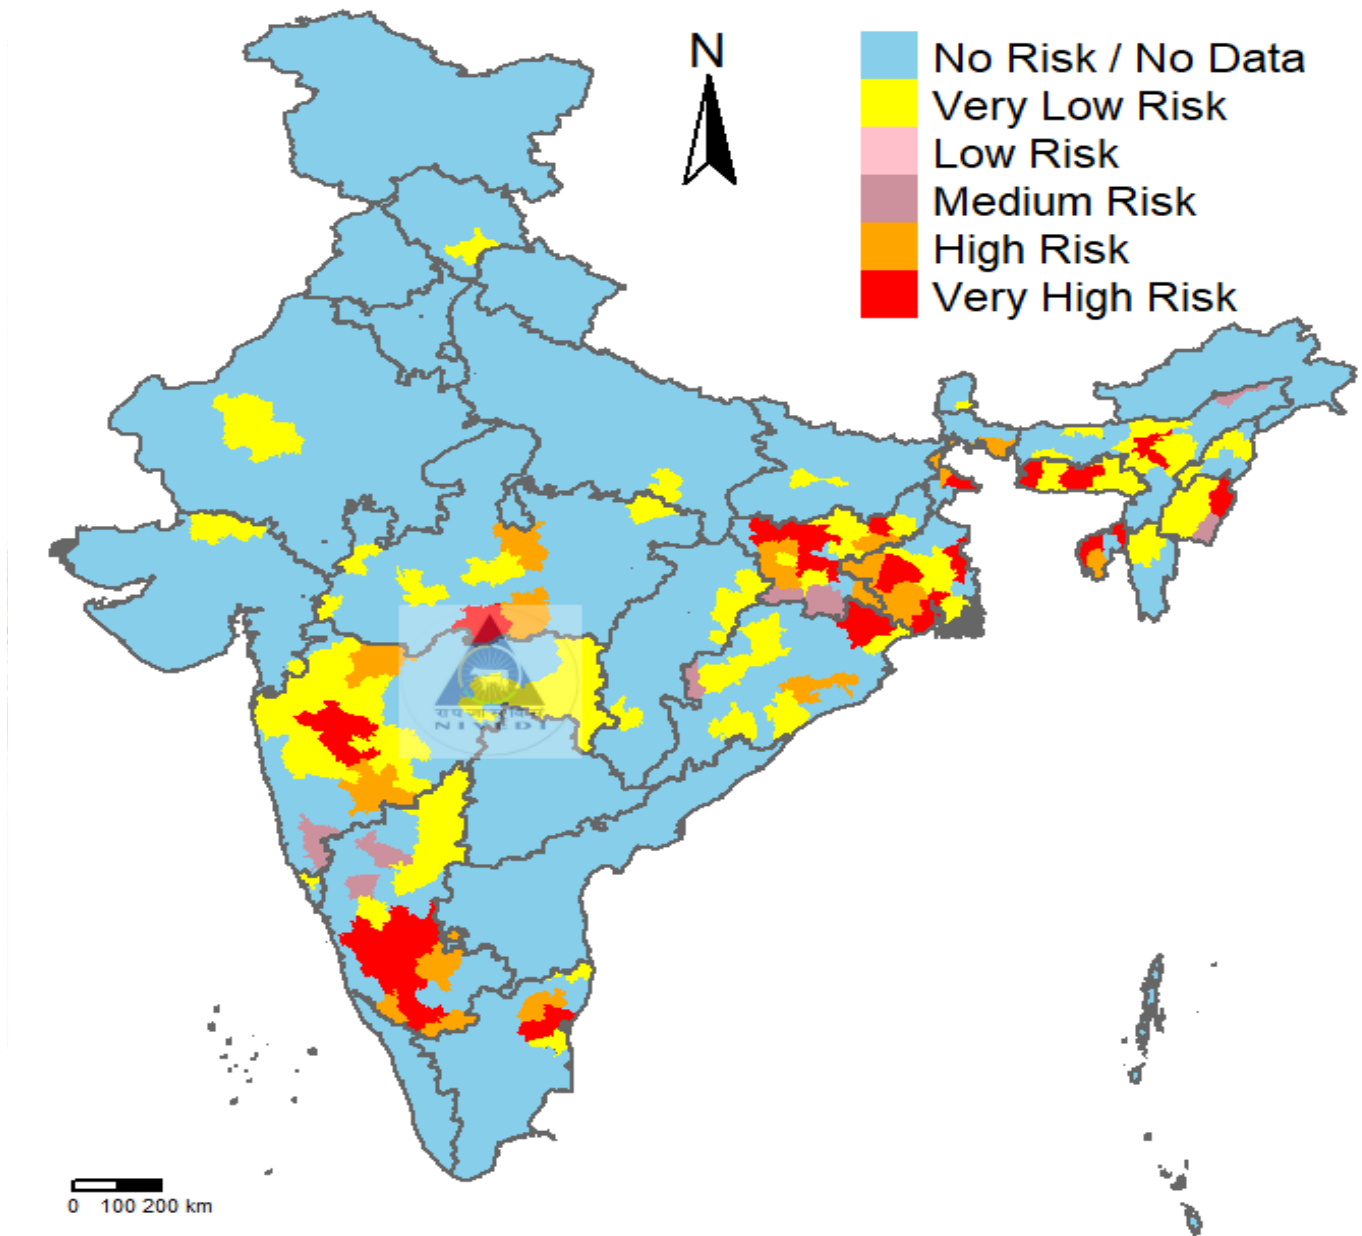 N
No Risk / No Data
Very Low Risk
Low Risk
Medium Risk
High Risk
Very High Risk
NIVEDI
0 100 200 km